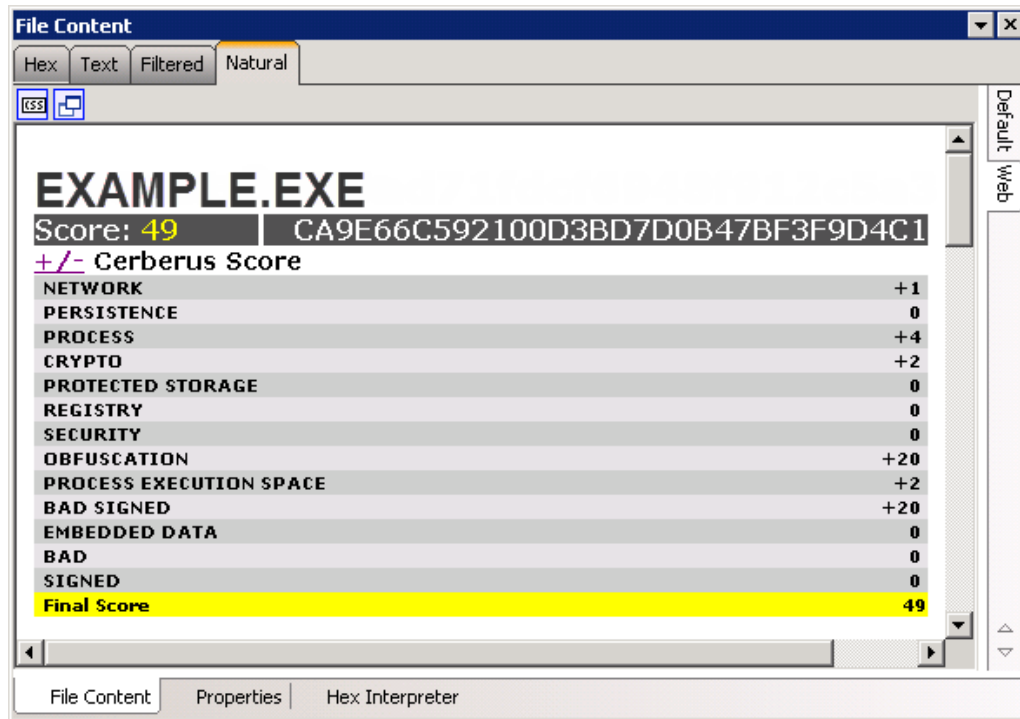 File Content
Hex Text Filtered Natural
CSS
Default Web
EXAMPLE.EXE
Score: 49 CA9E66C592100D3BD7D0B47BF3F9D4C1
+/- Cerberus Score
NETWORK +1
PERSISTENCE 0
PROCESS +4
CRYPTO +2
PROTECTED STORAGE 0
REGISTRY 0
SECURITY 0
OBFUSCATION +20
PROCESS EXECUTION SPACE +2
BAD SIGNED +20
EMBEDDED DATA 0
BAD 0
SIGNED 0
Final Score 49
File Content Properties Hex Interpreter